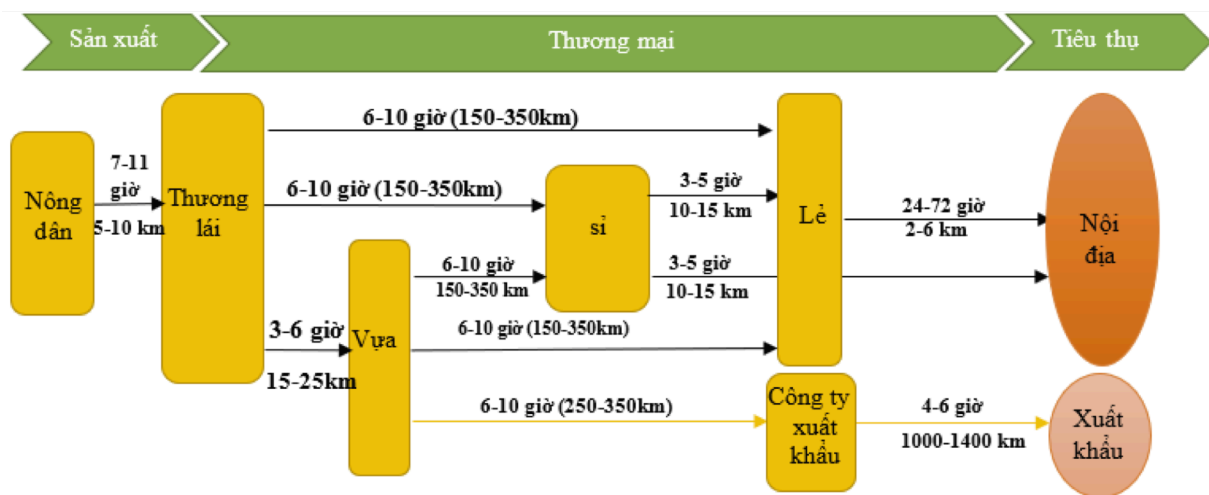 Sản xuất
Thương mại
Tiêu thụ
6-10 giờ (150-350km)
7-11
giờ
5-10 km
Nông
dân
Thương
lái
6-10 giờ (150-350km)
sỉ
3-5 giờ
10-15 km
Lẻ
24-72 giờ
2-6 km
Nội
địa
6-10 giờ
150-350 km
3-5 giờ
10-15 km
3-6 giờ
15-25km
Vựa
6-10 giờ (150-350km)
6-10 giờ (250-350km)
Công ty
xuất
khẩu
4-6 giờ
1000-1400 km
Xuất
khẩu